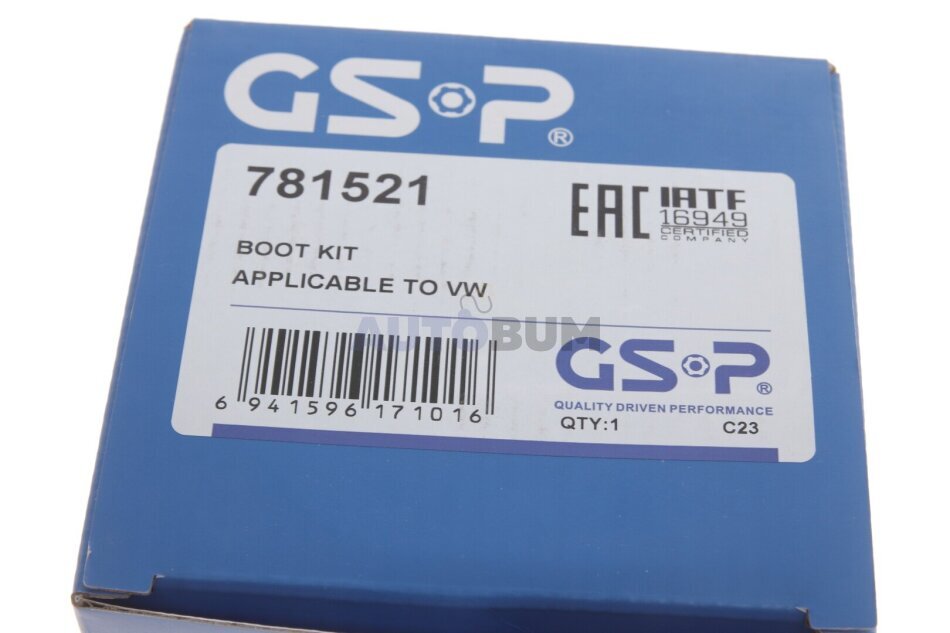 GSP®
781521
EAC
IATF
16949
CERTIFIED
COMPANY
BOOT KIT
APPLICABLE TO VW
AUTOBUM
6 941596 171016
GSP®
QUALITY DRIVEN PERFORMANCE
QTY:1 C23